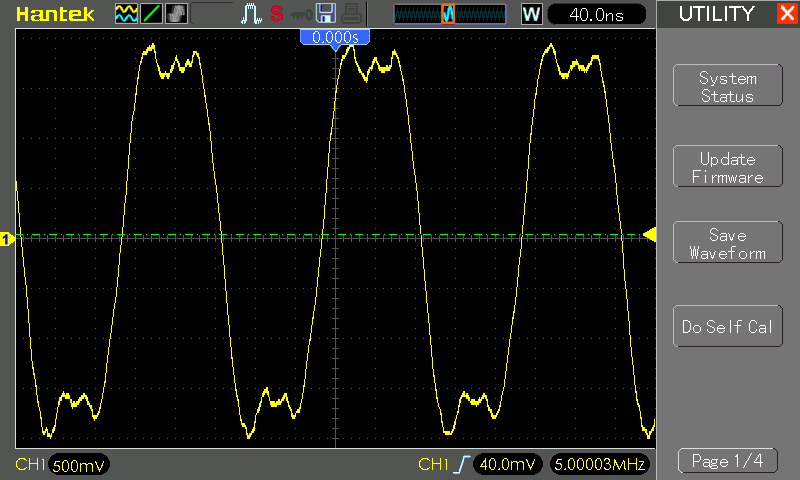 Hantek
S
W
40.0ns
UTILITY
0.000s
System
Status
Update
Firmware
Save
Waveform
Do Self Cal
1
CH1 500mV
CH1 40.0mV 5.00003MHz
Page 1/4